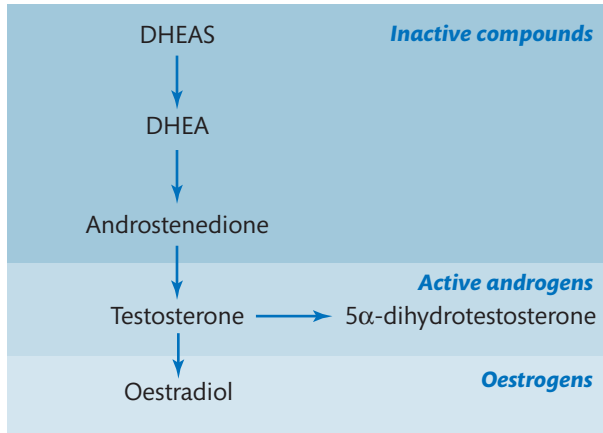 DHEAS
Inactive compounds
DHEA
Androstenedione
Active androgens
Testosterone
5α-dihydrotestosterone
Oestradiol
Oestrogens